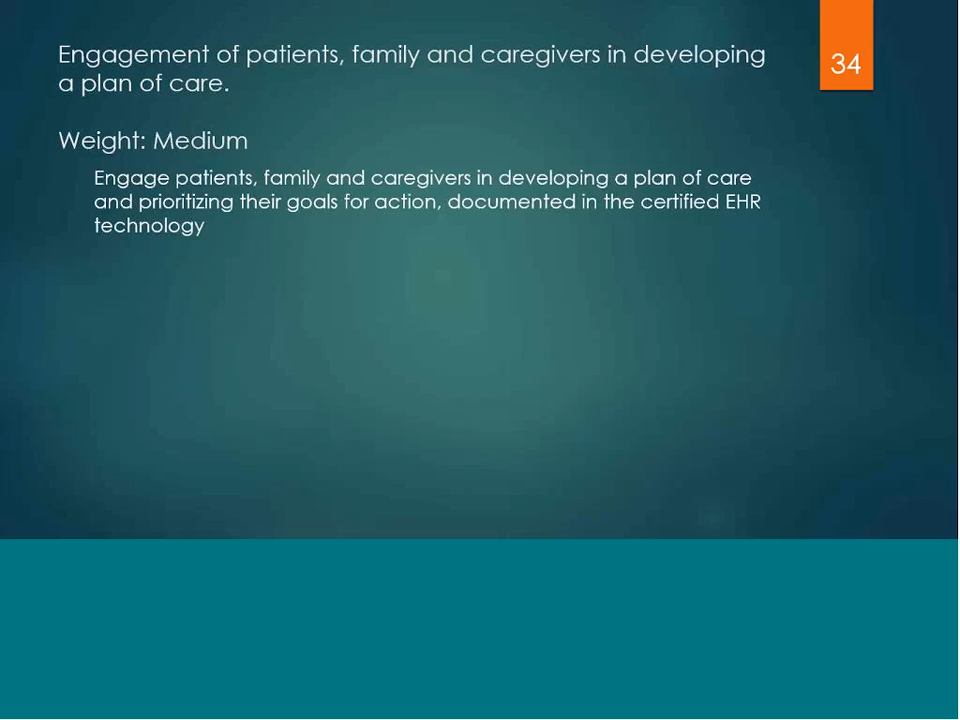 Engagement of patients, family and caregivers in developing
a plan of care.
34
Weight: Medium
Engage patients, family and caregivers in developing a plan of care
and prioritizing their goals for action, documented in the certified EHR
technology